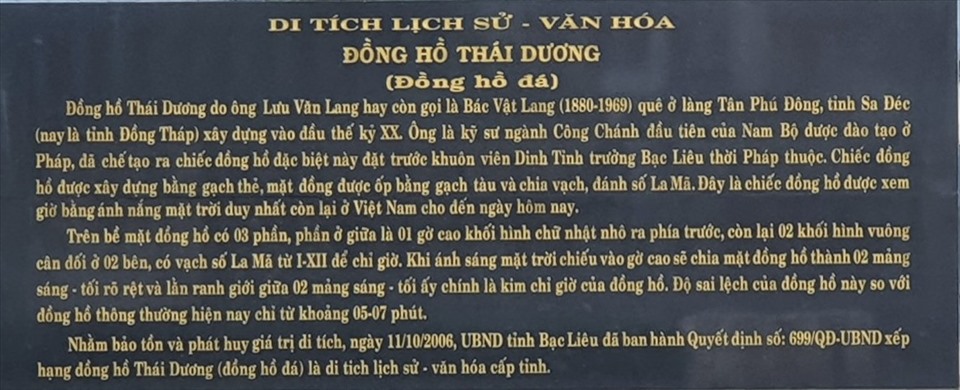 DI TÍCH LỊCH SỬ - VĂN HÓA
ĐỒNG HỒ THÁI DƯƠNG
(Đồng hồ đá)
Đồng hồ Thái Dương do ông Lưu Văn Lang hay còn gọi là Bác Vật Lang (1880-1969) quê ở làng Tân Phú Đông, tỉnh Sa Đéc
(nay là tỉnh Đồng Tháp) xây dựng vào đầu thế kỷ XX. Ông là kỹ sư ngành Công Chánh đầu tiên của Nam Bộ được đào tạo ở
Pháp, đã chế tạo ra chiếc đồng hồ đặc biệt này đặt trước khuôn viên Dinh Tỉnh trưởng Bạc Liêu thời Pháp thuộc. Chiếc đồng
hồ được xây dựng bằng gạch thẻ, mặt đồng được ốp bằng gạch tàu và chia vạch, đánh số La Mã. Đây là chiếc đồng hồ được xem
giờ bằng ánh nắng mặt trời duy nhất còn lại ở Việt Nam cho đến ngày hôm nay.
Trên bề mặt đồng hồ có 03 phần, phần ở giữa là 01 gờ cao khối hình chữ nhật nhô ra phía trước, còn lại 02 khối hình vuông
cân đối ở 02 bên, có vạch số La Mã từ I-XII để chỉ giờ. Khi ánh sáng mặt trời chiếu vào gờ cao sẽ chia mặt đồng hồ thành 02 mảng
sáng - tối rõ rệt và lằn ranh giới giữa 02 mảng sáng - tối ấy chính là kim chỉ giờ của đồng hồ. Độ sai lệch của đồng hồ này so với
đồng hồ thông thường hiện nay chỉ từ khoảng 05-07 phút.
Nhằm bảo tồn và phát huy giá trị di tích, ngày 11/10/2006, UBND tỉnh Bạc Liêu đã ban hành Quyết định số: 699/QĐ-UBND xếp
hạng đồng hồ Thái Dương (đồng hồ đá) là di tích lịch sử - văn hóa cấp tỉnh.